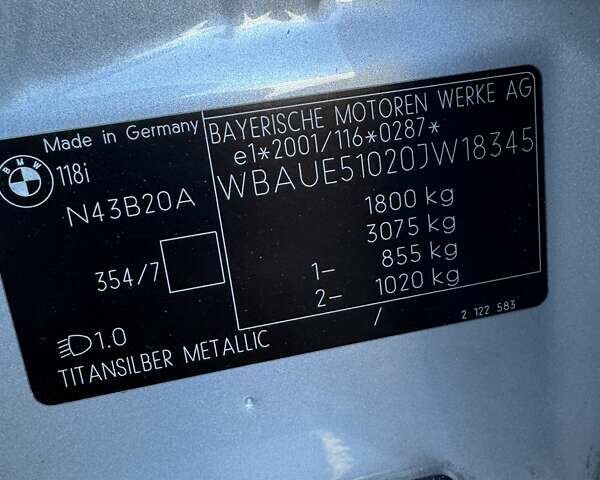 Made in Germany
BMW
118i
N43B20A
354/7
1.0
TITANSILBER METALLIC
BAYERISCHE MOTOREN WERKE AG
e1*2001/116*0287*
WBAUE51020JW18345
1800 kg
3075 kg
1– 855 kg
2– 1020 kg
/
2 122 583